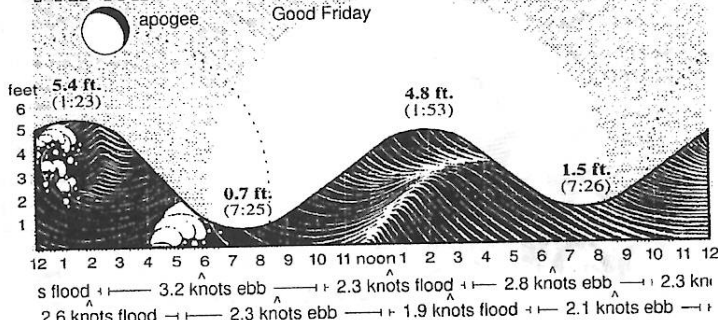 apogee
Good Friday
feet
5.4 ft.
(1:23)
4.8 ft.
(1:53)
0.7 ft.
(7:25)
1.5 ft.
(7:26)
6
5
4
3
2
1
12 1 2 3 4 5 6 7 8 9 10 11 noon 1 2 3 4 5 6 7 8 9 10 11 12
s flood 3.2 knots ebb 2.3 knots flood 2.8 knots ebb 2.3 kn
2.6 knots flood 2.3 knots ebb 1.9 knots flood 2.1 knots ebb